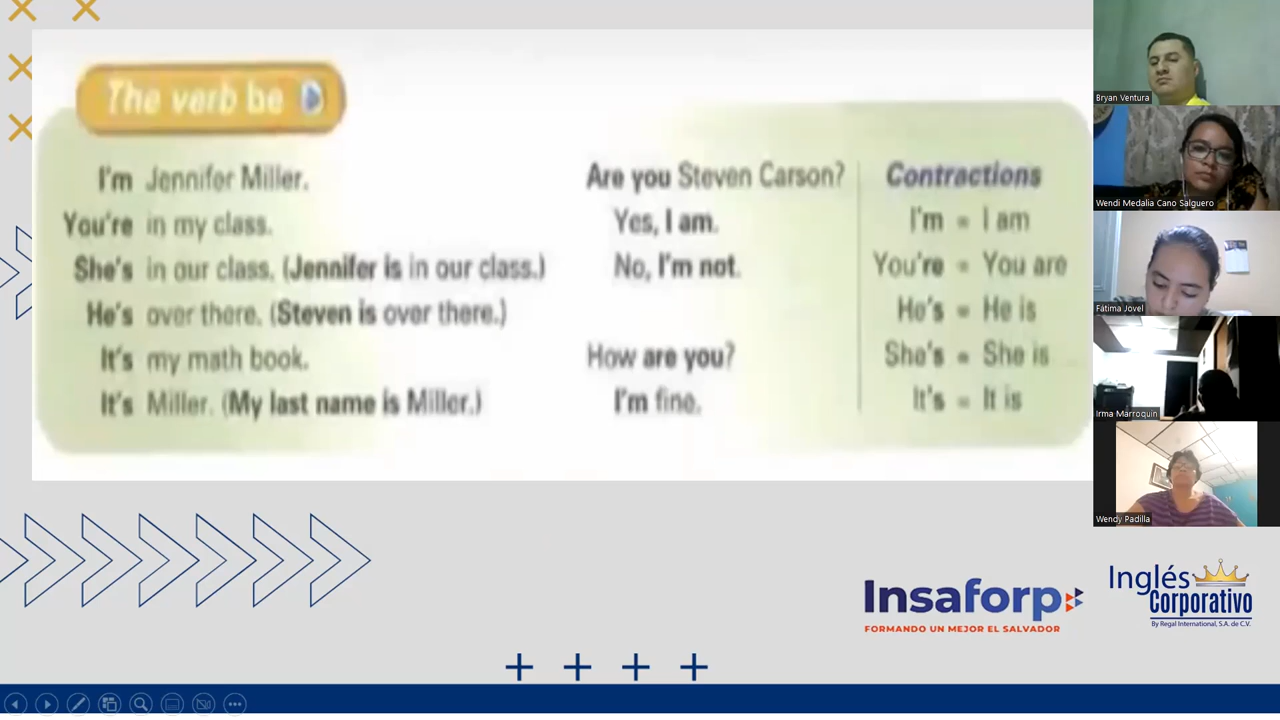 The verb be
I'm Jennifer Miller.
You're in my class.
She's in our class. (Jennifer is in our class.)
He's over there. (Steven is over there.)
It's my math book.
It's Miller. (My last name is Miller.)
Are you Steven Carson?
Yes, I am.
No, I'm not.
How are you?
I'm fine.
Contractions
I'm = I am
You're = You are
He's = He is
She's = She is
It's = It is
Bryan Ventura
Wendi Medalia Cano Salguero
Fátima Jovel
Irma Marroquin
Wendy Padilla
Insaforp
FORMANDO UN MEJOR EL SALVADOR
Inglés
Corporativo
By Regal International, S.A. de C.V.